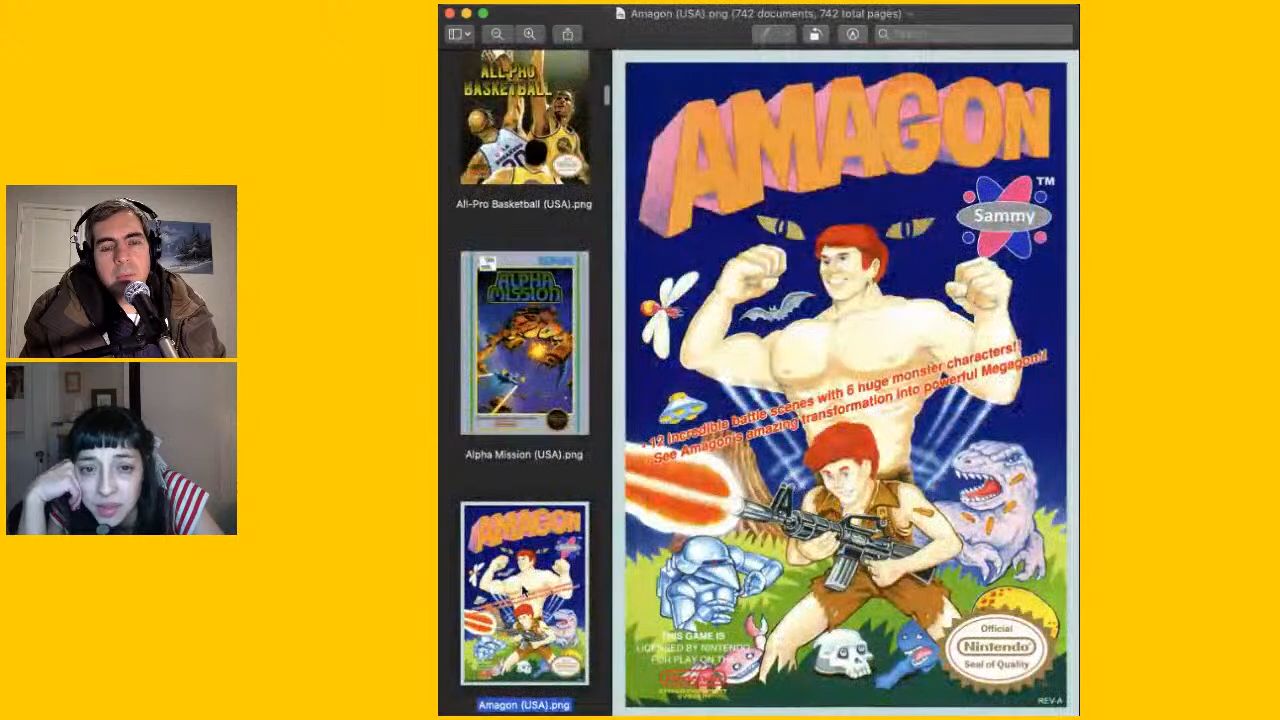 Amagon (USA).png (742 documents, 742 total pages)
Search
ALL-PRO
BASKETBALL
All-Pro Basketball (USA).png
ALPHA
MISSION
Alpha Mission (USA).png
AMAGON
Amagon (USA).png
AMAGON
TM
Sammy
12 incredible battle scenes with 6 huge monster characters!!
See Amagon's amazing transformation into powerful Megagon!!
THIS GAME IS
LICENSED BY NINTENDO
FOR PLAY ON THE
Official
Nintendo
Seal of Quality
REV-A